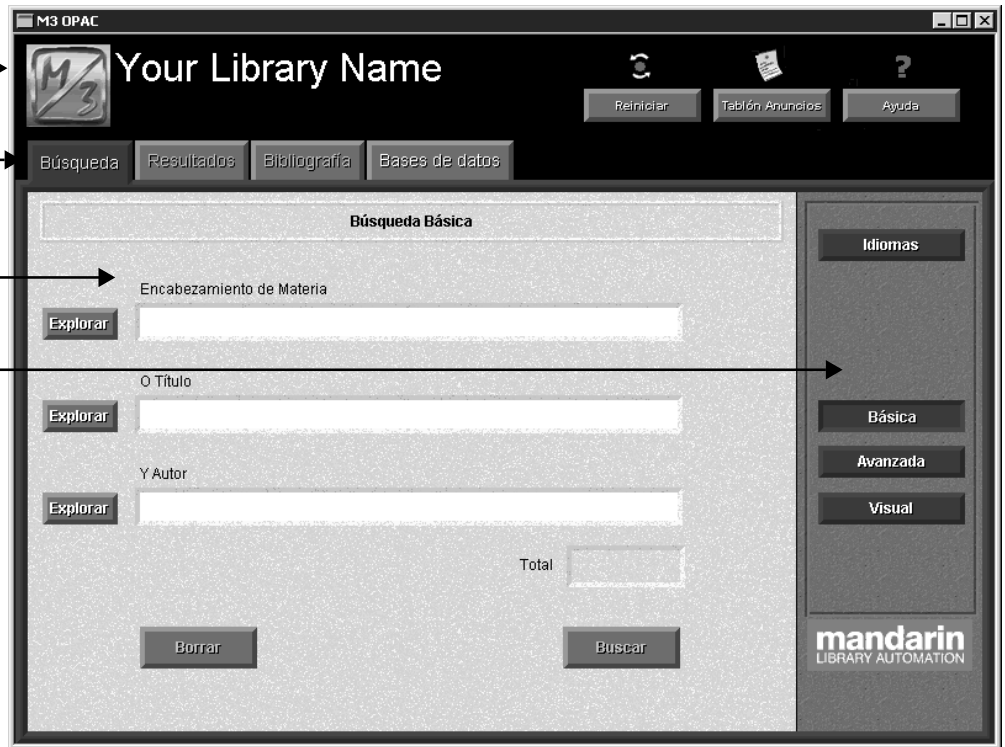 M3 OPAC
M/3
Your Library Name
?
Reiniciar
Tablón Anuncios
Ayuda
Búsqueda
Resultados
Bibliografía
Bases de datos
Búsqueda Básica
Idiomas
Encabezamiento de Materia
Explorar
O Título
Explorar
Básica
Avanzada
Y Autor
Explorar
Visual
Total
Borrar
Buscar
mandarin
LIBRARY AUTOMATION